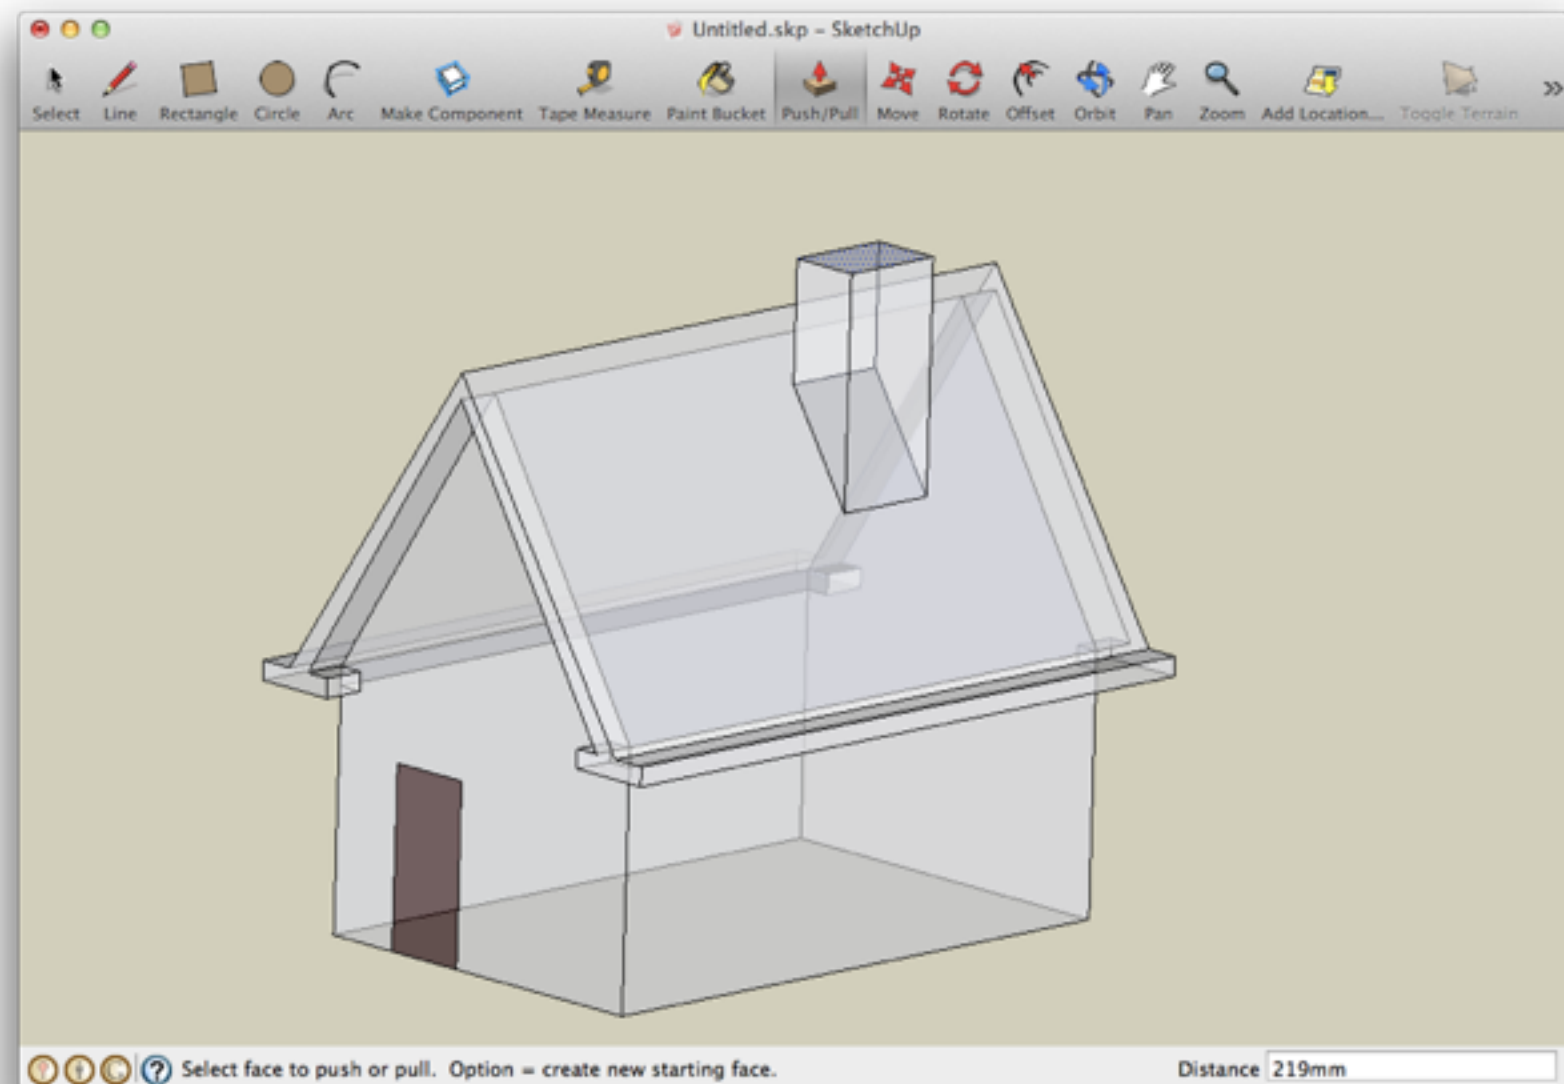 Untitled.skp – SketchUp
Select Line Rectangle Circle Arc Make Component Tape Measure Paint Bucket Push/Pull Move Rotate Offset Orbit Pan Zoom Add Location... Toggle Terrain
Select face to push or pull. Option = create new starting face. Distance 219mm